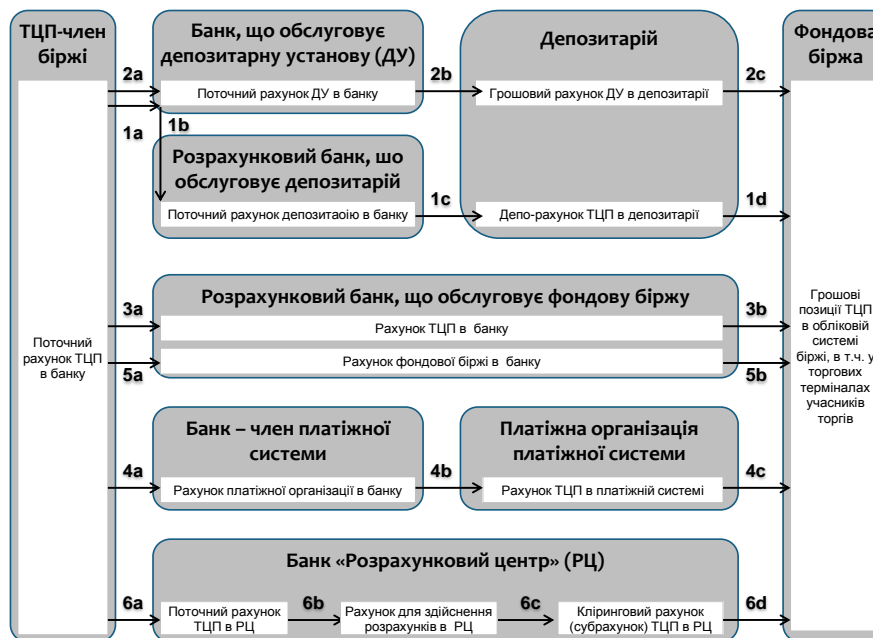 ТЦП-член
біржі
Банк, що обслуговує
депозитарну установу (ДУ)
Депозитарій
Фондова
біржа
2a
2b
2c
Поточний рахунок ДУ в банку
Грошовий рахунок ДУ в депозитарії
1a
1b
Розрахунковий банк, шо
обслуговує депозитарій
1c
1d
Поточний рахунок депозитаоію в банку
Депо-рахунок ТЦП в депозитарії
Розрахунковий банк, що обслуговує фондову біржу
3a
3b
Рахунок ТЦП в банку
Рахунок фондової біржі в банку
5a
5b
Поточний
рахунок ТЦП
в банку
Грошові
позиції ТЦП
в обліковій
системі
біржі, в т.ч. у
торгових
терміналах
учасників
торгів
Банк – член платіжної
системи
Платіжна організація
платіжної системи
4a
4b
4c
Рахунок платіжної організації в банку
Рахунок ТЦП в платіжній системі
Банк «Розрахунковий центр» (РЦ)
6a
6b
6c
6d
Поточний рахунок
ТЦП в РЦ
Рахунок для здійснення
розрахунків в РЦ
Кліринговий рахунок
(субрахунок) ТЦП в РЦ